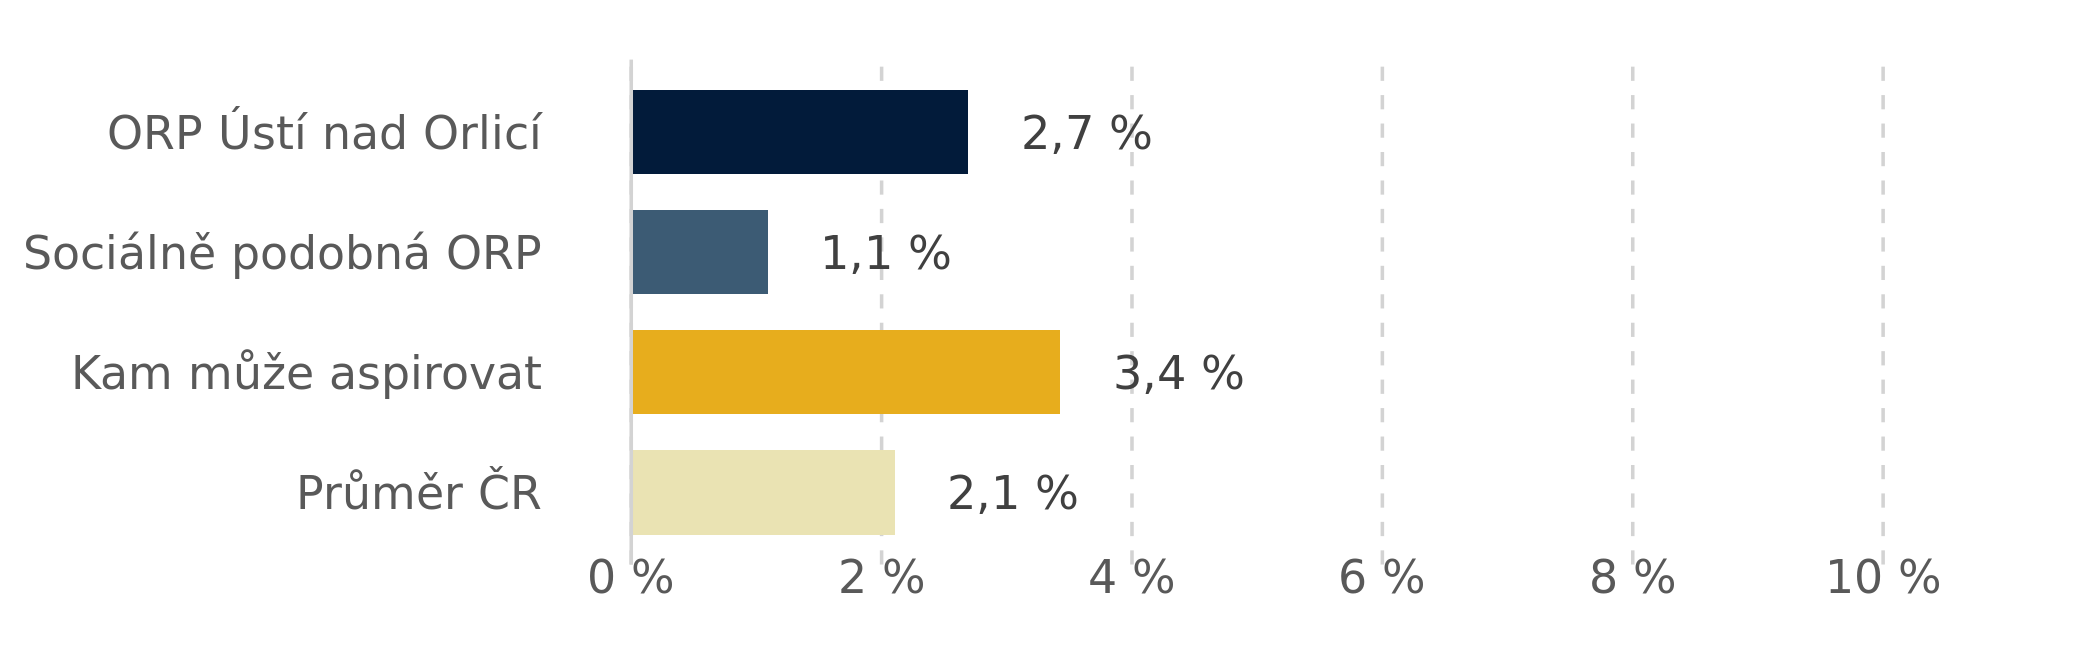 ORP Ústí nad Orlicí
2,7 %
Sociálně podobná ORP
1,1 %
Kam může aspirovat
3,4 %
Průměr ČR
2,1 %
0 %
2 %
4 %
6 %
8 %
10 %